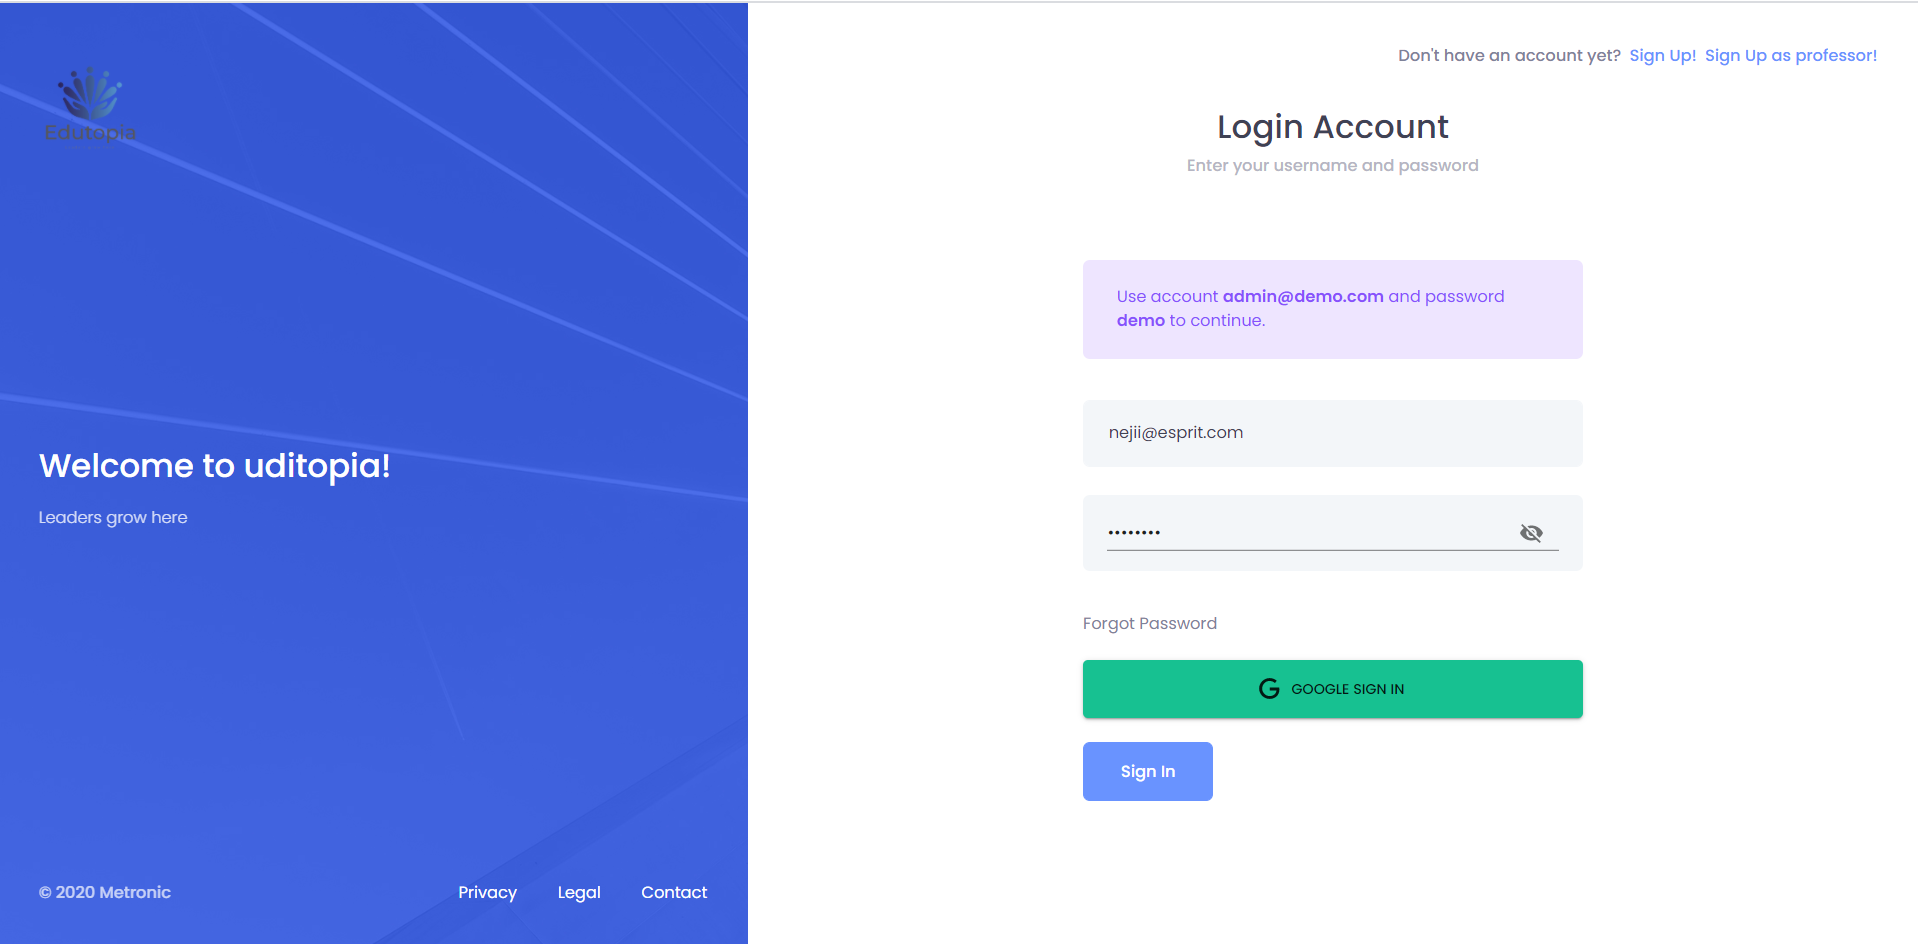 Edutopia
Welcome to uditopia!
Leaders grow here
© 2020 Metronic
Privacy
Legal
Contact
Don't have an account yet? Sign Up! Sign Up as professor!
Login Account
Enter your username and password
Use account admin@demo.com and password
demo to continue.
nejii@esprit.com
••••••••
Forgot Password
GOOGLE SIGN IN
Sign In